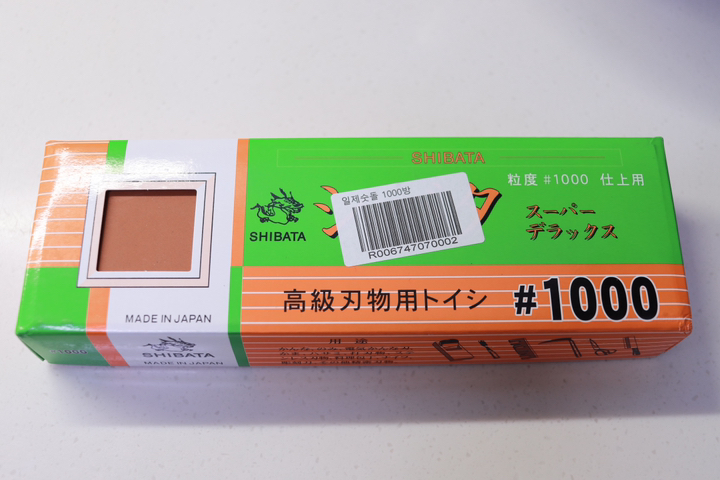 SHIBATA
粒度 #1000 仕上用
일제숫돌 1000방
R006747070002
スーパー
デラックス
SHIBATA
高級刃物用トイシ #1000
MADE IN JAPAN
用途
SHIBATA
MADE IN JAPAN
#1000